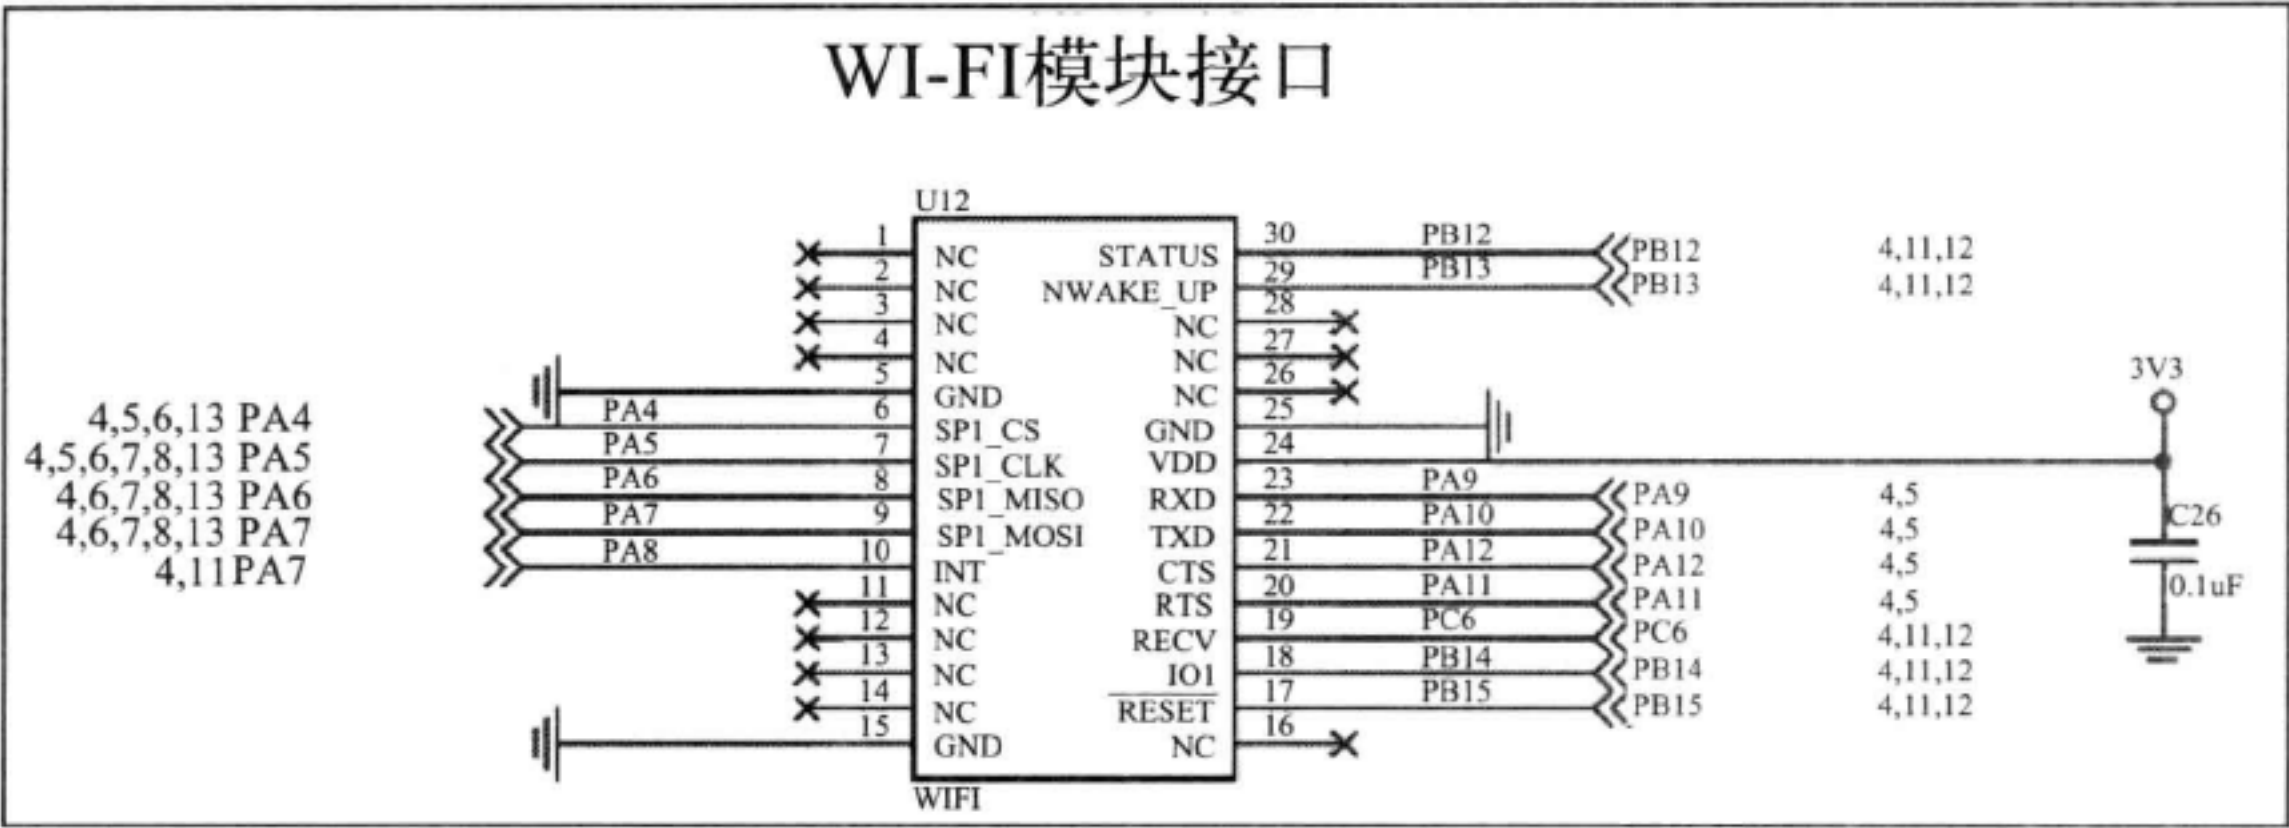 WI-FI模块接口
U12
1 NC STATUS 30 PB12 PB12 4,11,12
2 NC NWAKE_UP 29 PB13 PB13 4,11,12
3 NC NC 28
4 NC NC 27
5 GND NC 26
4,5,6,13 PA4 PA4 6 SP1_CS GND 25
4,5,6,7,8,13 PA5 PA5 7 SP1_CLK VDD 24
4,6,7,8,13 PA6 PA6 8 SP1_MISO RXD 23 PA9 PA9 4,5
4,6,7,8,13 PA7 PA7 9 SP1_MOSI TXD 22 PA10 PA10 4,5
4,11PA7 PA8 10 INT CTS 21 PA12 PA12 4,5
11 NC RTS 20 PA11 PA11 4,5
12 NC RECV 19 PC6 PC6 4,11,12
13 NC IO1 18 PB14 PB14 4,11,12
14 NC RESET 17 PB15 PB15 4,11,12
15 GND NC 16
WIFI
3V3
C26
0.1uF